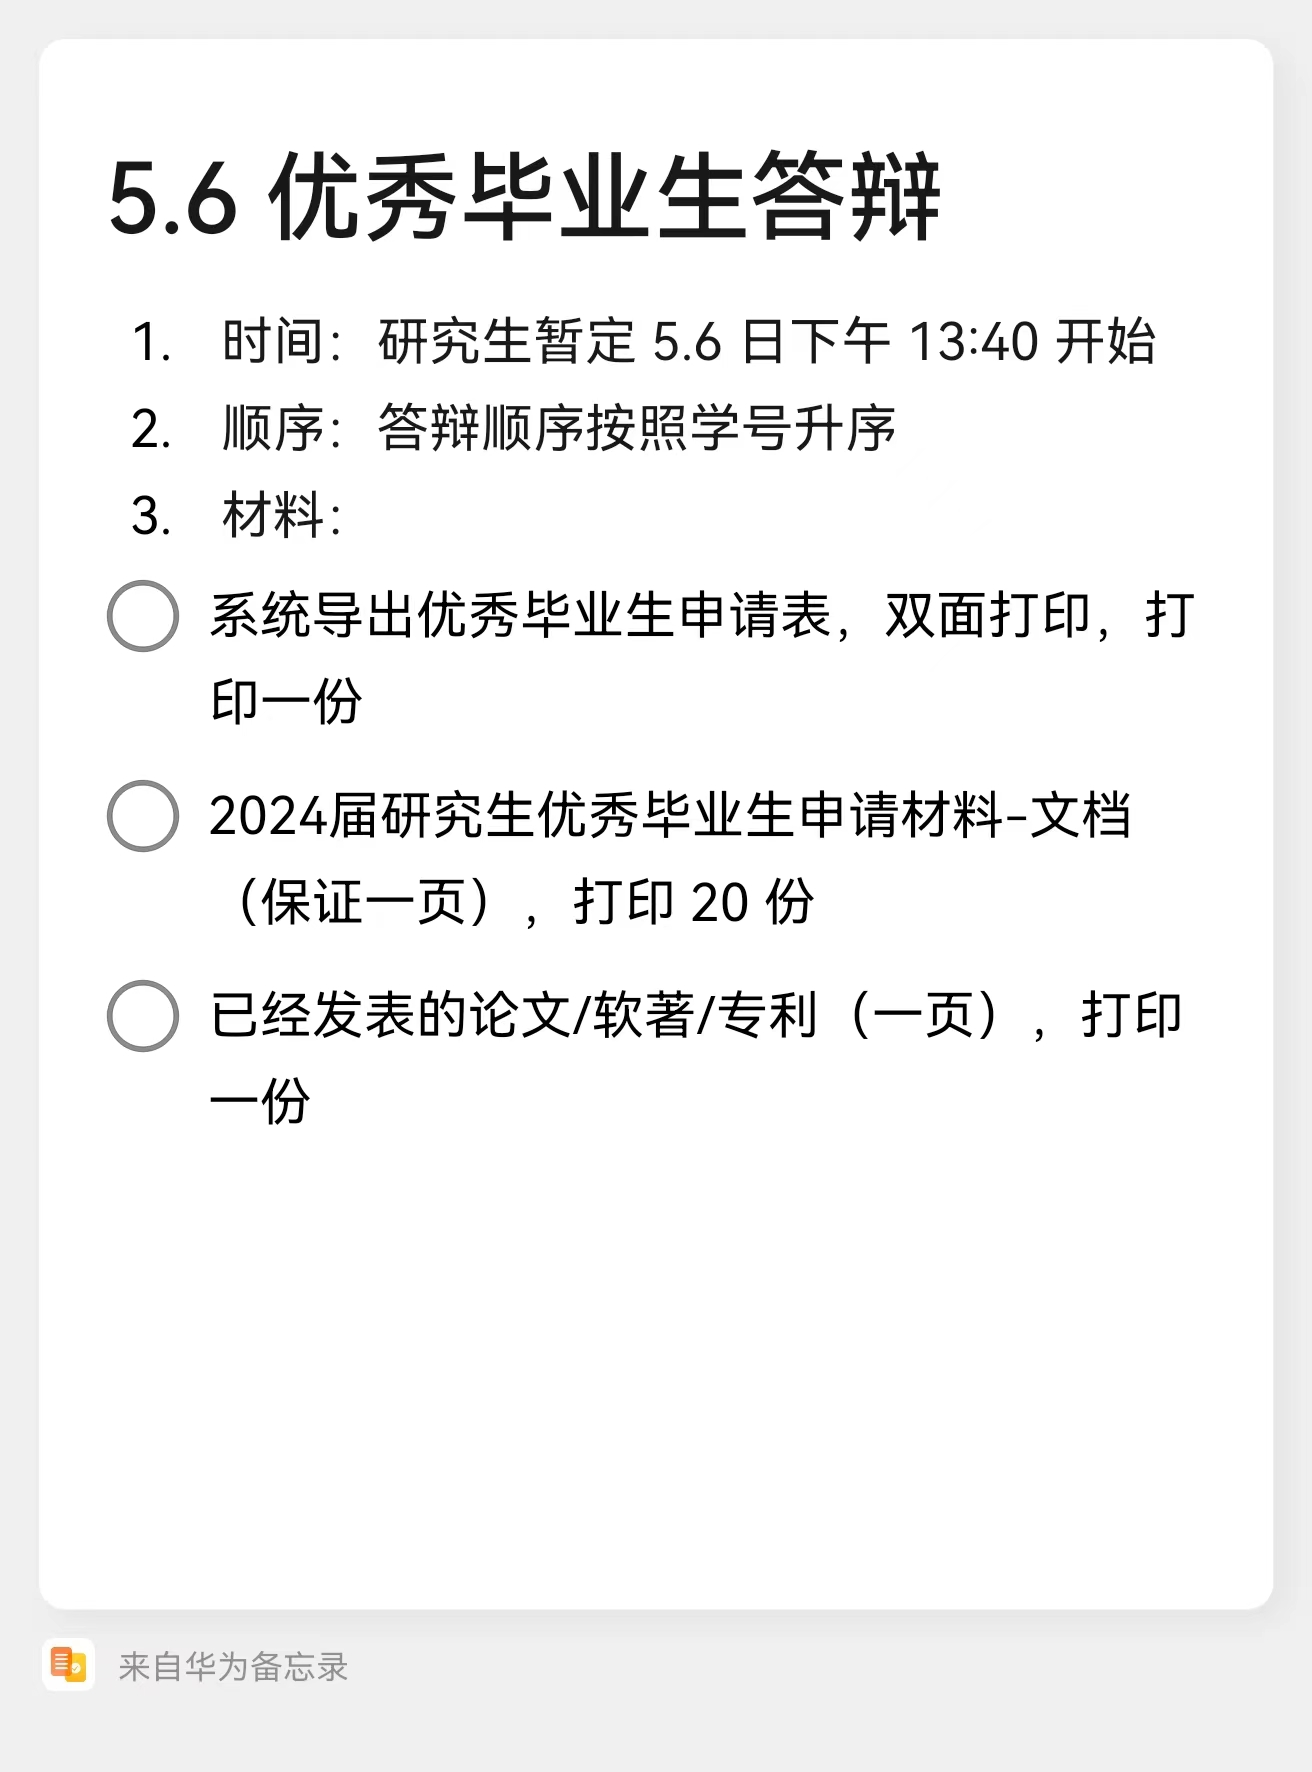 5.6 优秀毕业生答辩
1. 时间：研究生暂定 5.6 日下午 13:40 开始
2. 顺序：答辩顺序按照学号升序
3. 材料：
系统导出优秀毕业生申请表，双面打印，打
印一份
2024届研究生优秀毕业生申请材料-文档
（保证一页），打印 20 份
已经发表的论文/软著/专利（一页），打印
一份
来自华为备忘录